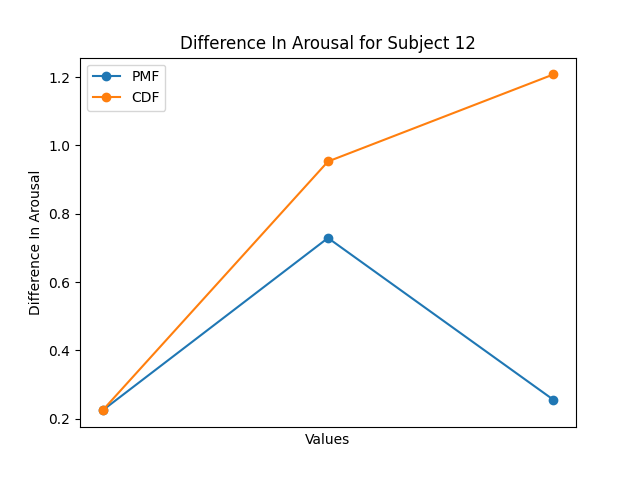 Difference In Arousal for Subject 12
PMF
CDF
1.2
1.0
0.8
0.6
0.4
0.2
Difference In Arousal
Values